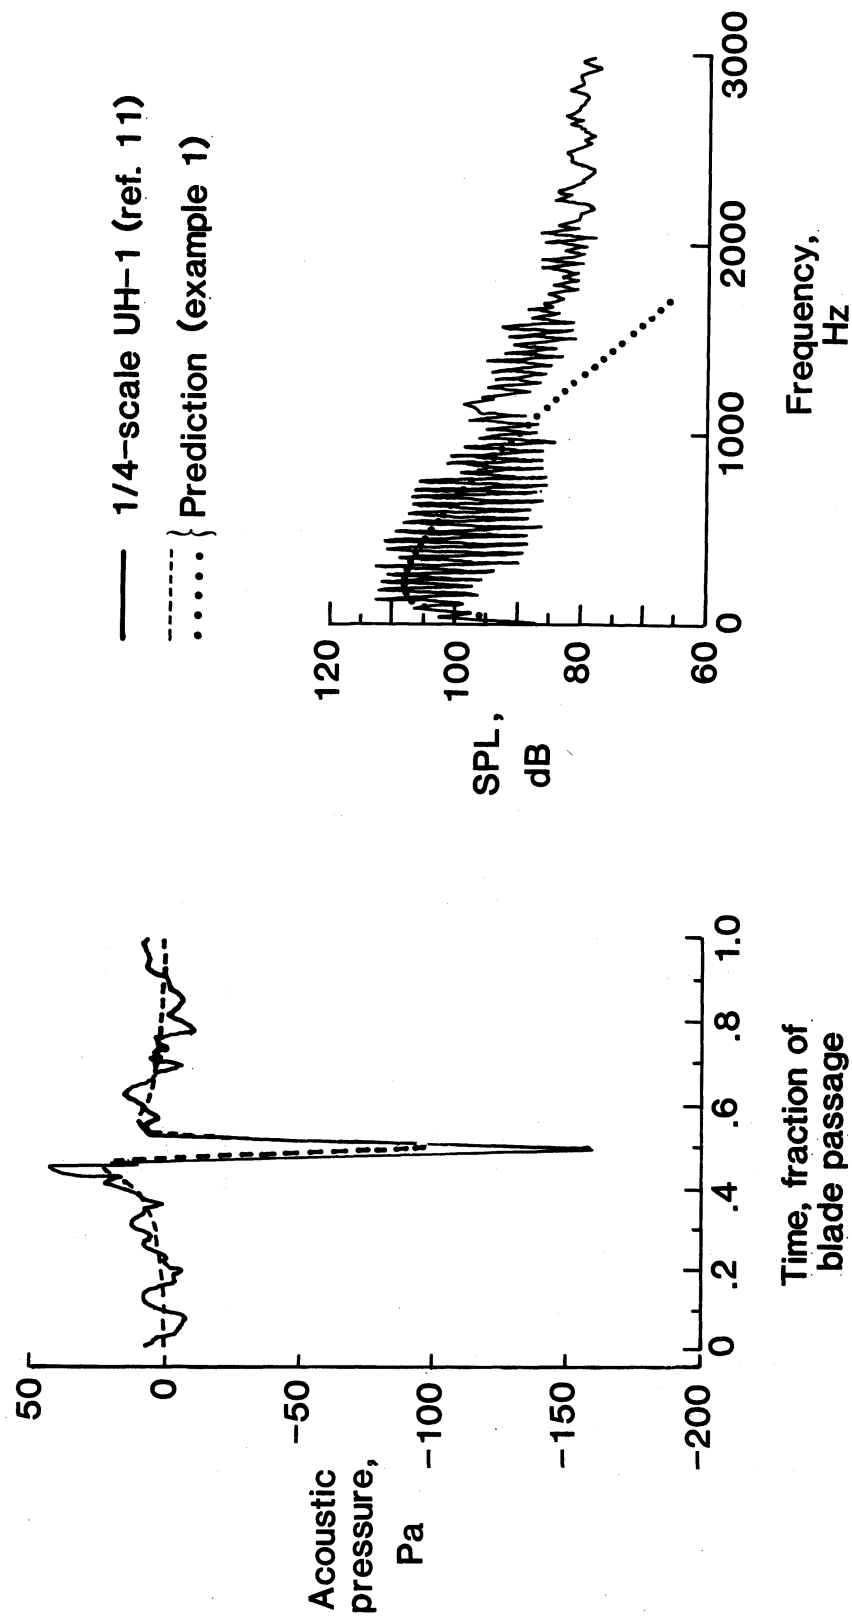 1/4-scale UH-1 (ref. 11)
Prediction (example 1)
50
0
-50
-100
-150
-200
Acoustic
pressure,
Pa
0
.2
.4
.6
.8
1.0
Time, fraction of
blade passage
120
100
80
60
SPL,
dB
0
1000
2000
3000
Frequency,
Hz